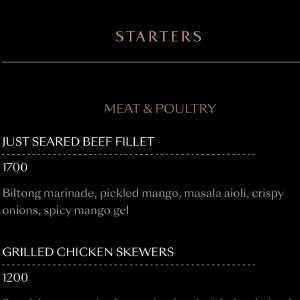 STARTERS
MEAT & POULTRY
JUST SEARED BEEF FILLET
1700
Biltong marinade, pickled mango, masala aioli, crispy
onions, spicy mango gel
GRILLED CHICKEN SKEWERS
1200